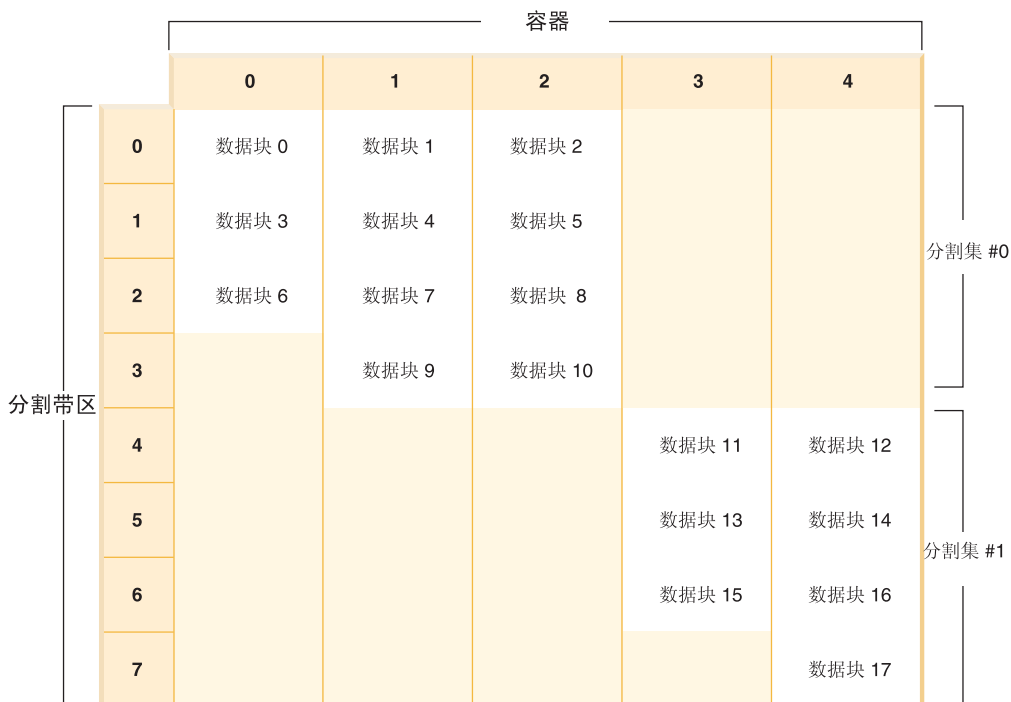 容器
0 1 2 3 4
0 数据块 0 数据块 1 数据块 2
1 数据块 3 数据块 4 数据块 5
分割集 #0
2 数据块 6 数据块 7 数据块 8
3 数据块 9 数据块 10
分割带区
4 数据块 11 数据块 12
5 数据块 13 数据块 14
分割集 #1
6 数据块 15 数据块 16
7 数据块 17